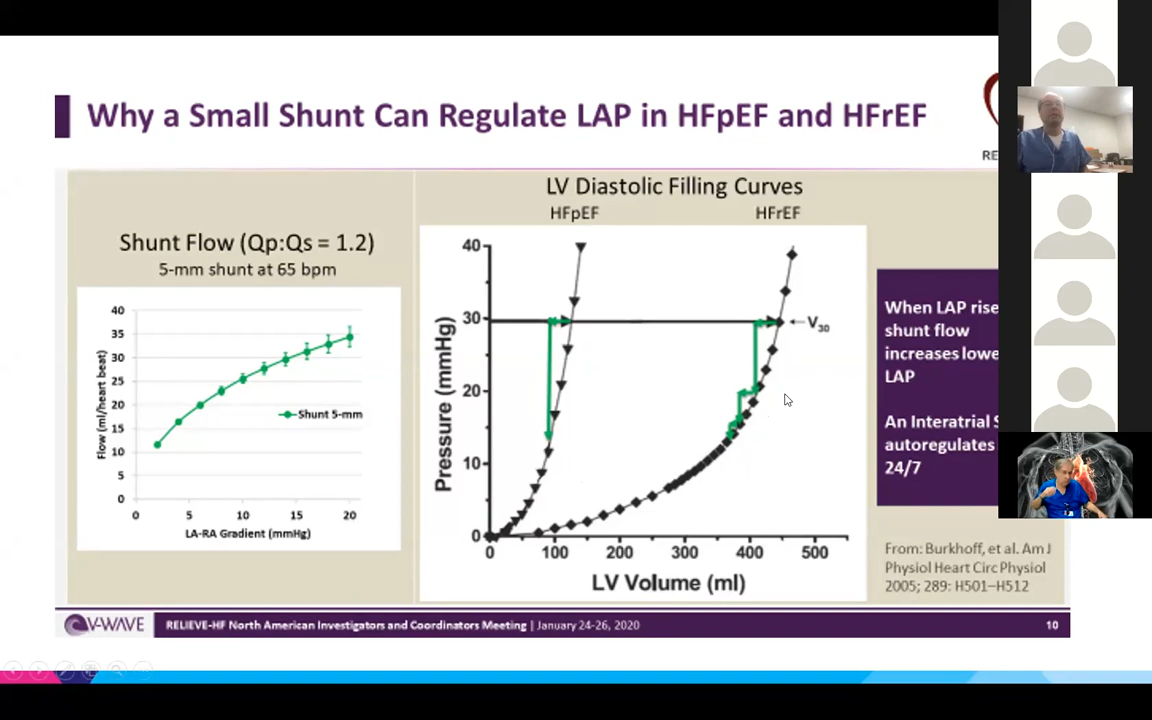 Why a Small Shunt Can Regulate LAP in HFpEF and HFrEF
RE
LV Diastolic Filling Curves
HFpEF
HFrEF
Shunt Flow (Qp:Qs = 1.2)
5-mm shunt at 65 bpm
40
35
30
25
20
15
10
5
0
Flow (ml/heart beat)
Shunt 5-mm
0 5 10 15 20
LA-RA Gradient (mmHg)
40
30
20
10
0
Pressure (mmHg)
V30
0 100 200 300 400 500
LV Volume (ml)
When LAP rise
shunt flow
increases lowe
LAP
An Interatrial S
autoregulates
24/7
From: Burkhoff, et al. Am J
Physiol Heart Circ Physiol
2005; 289: H501–H512
V-WAVE
RELIEVE-HF North American Investigators and Coordinators Meeting | January 24-26, 2020
10